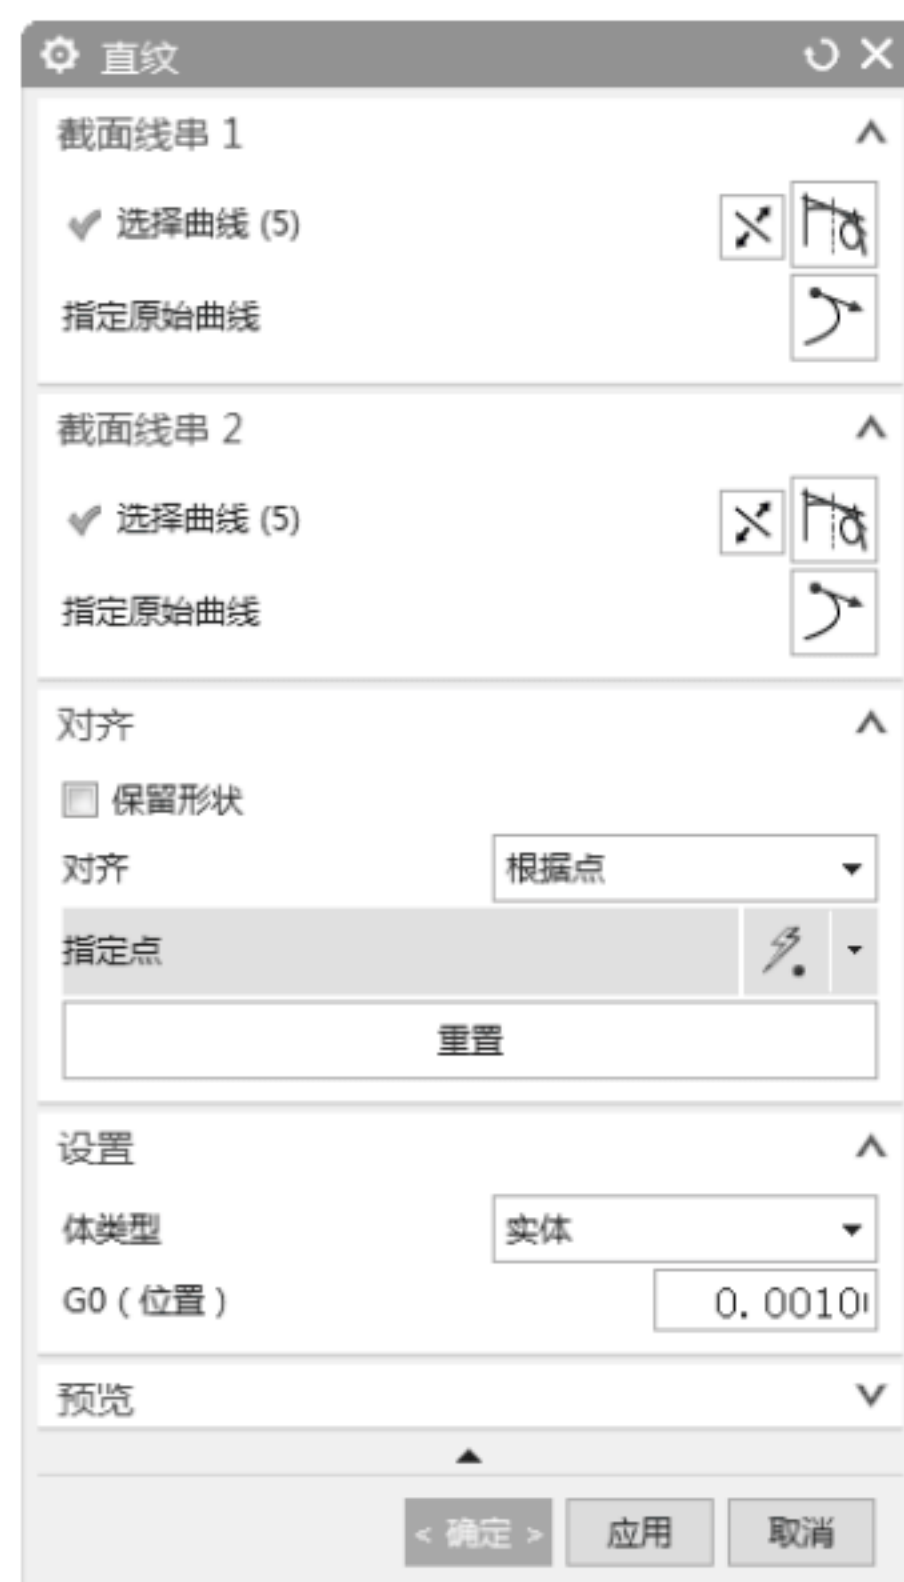 直纹
截面线串 1
选择曲线 (5)
指定原始曲线
截面线串 2
选择曲线 (5)
指定原始曲线
对齐
保留形状
对齐 根据点
指定点
重置
设置
体类型 实体
G0 ( 位置 ) 0.0010
预览
< 确定 > 应用 取消